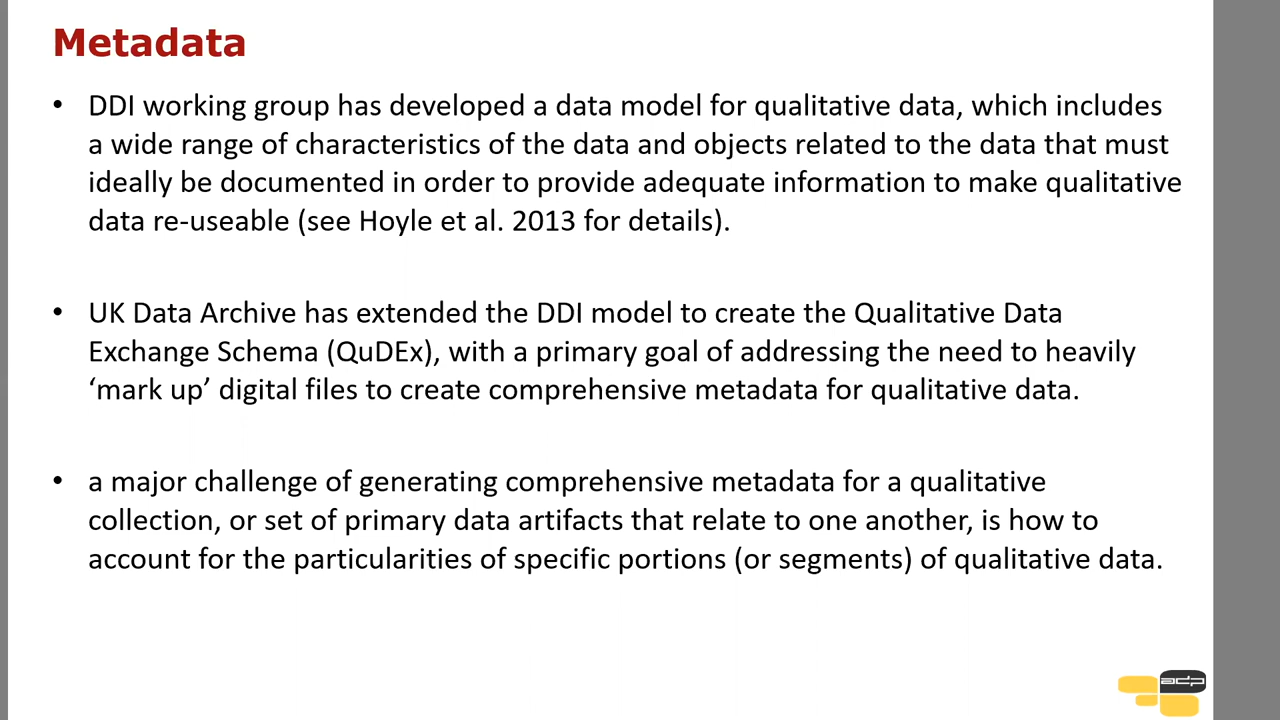 Metadata
• DDI working group has developed a data model for qualitative data, which includes
a wide range of characteristics of the data and objects related to the data that must
ideally be documented in order to provide adequate information to make qualitative
data re-useable (see Hoyle et al. 2013 for details).
• UK Data Archive has extended the DDI model to create the Qualitative Data
Exchange Schema (QuDEx), with a primary goal of addressing the need to heavily
‘mark up’ digital files to create comprehensive metadata for qualitative data.
• a major challenge of generating comprehensive metadata for a qualitative
collection, or set of primary data artifacts that relate to one another, is how to
account for the particularities of specific portions (or segments) of qualitative data.
adp